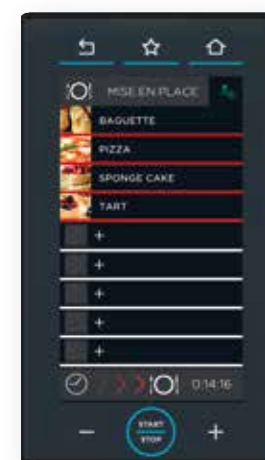 MISE EN PLACE
BAGUETTE
PIZZA
SPONGE CAKE
TART
+
+
+
+
+
0:14:16
− START STOP +